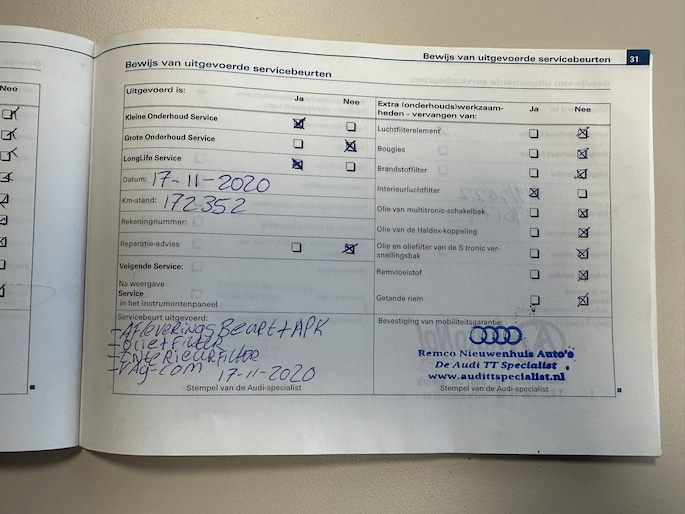 Nee
Bewijs van uitgevoerde servicebeurten
31
Bewijs van uitgevoerde servicebeurten
Uitgevoerd is:
Ja
Nee
Kleine Onderhoud Service
Grote Onderhoud Service
LongLife Service
Datum: 17-11-2020
Km-stand: 172352
Rekeningnummer:
Reparatie-advies
Volgende Service:
Na weergave
Service
in het instrumentenpaneel
Servicebeurt uitgevoerd:
-Afleverings Beurt + APK
-Olie + Filter
-Interieurfilter
-Vag-com 17-11-2020
Stempel van de Audi-specialist
Extra (onderhouds)werkzaam-
heden - vervangen van:
Ja
Nee
Luchtfilterelement
Bougies
Brandstoffilter
Interieurluchtfilter
Olie van multitronic-schakelbak
Olie van de Haldex-koppeling
Olie en oliefilter van de S tronic ver-
snellingsbak
Remvloeistof
Getande riem
Bevestiging van mobiliteitsgarantie:
Remco Nieuwenhuis Auto's
De Audi TT Specialist
www.audittspecialist.nl
Stempel van de Audi-specialist